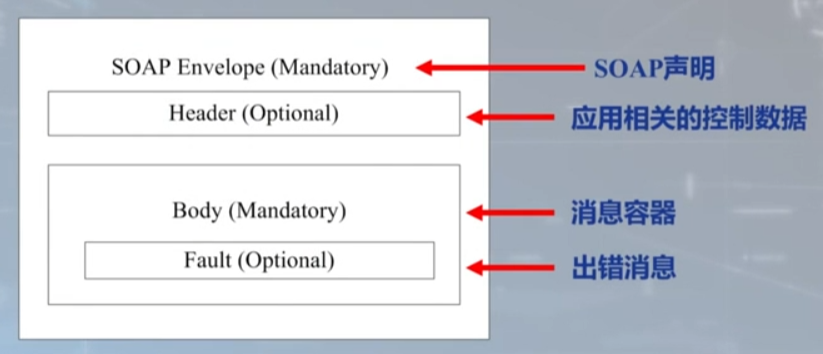 SOAP Envelope (Mandatory)
SOAP声明
Header (Optional)
应用相关的控制数据
Body (Mandatory)
消息容器
Fault (Optional)
出错消息